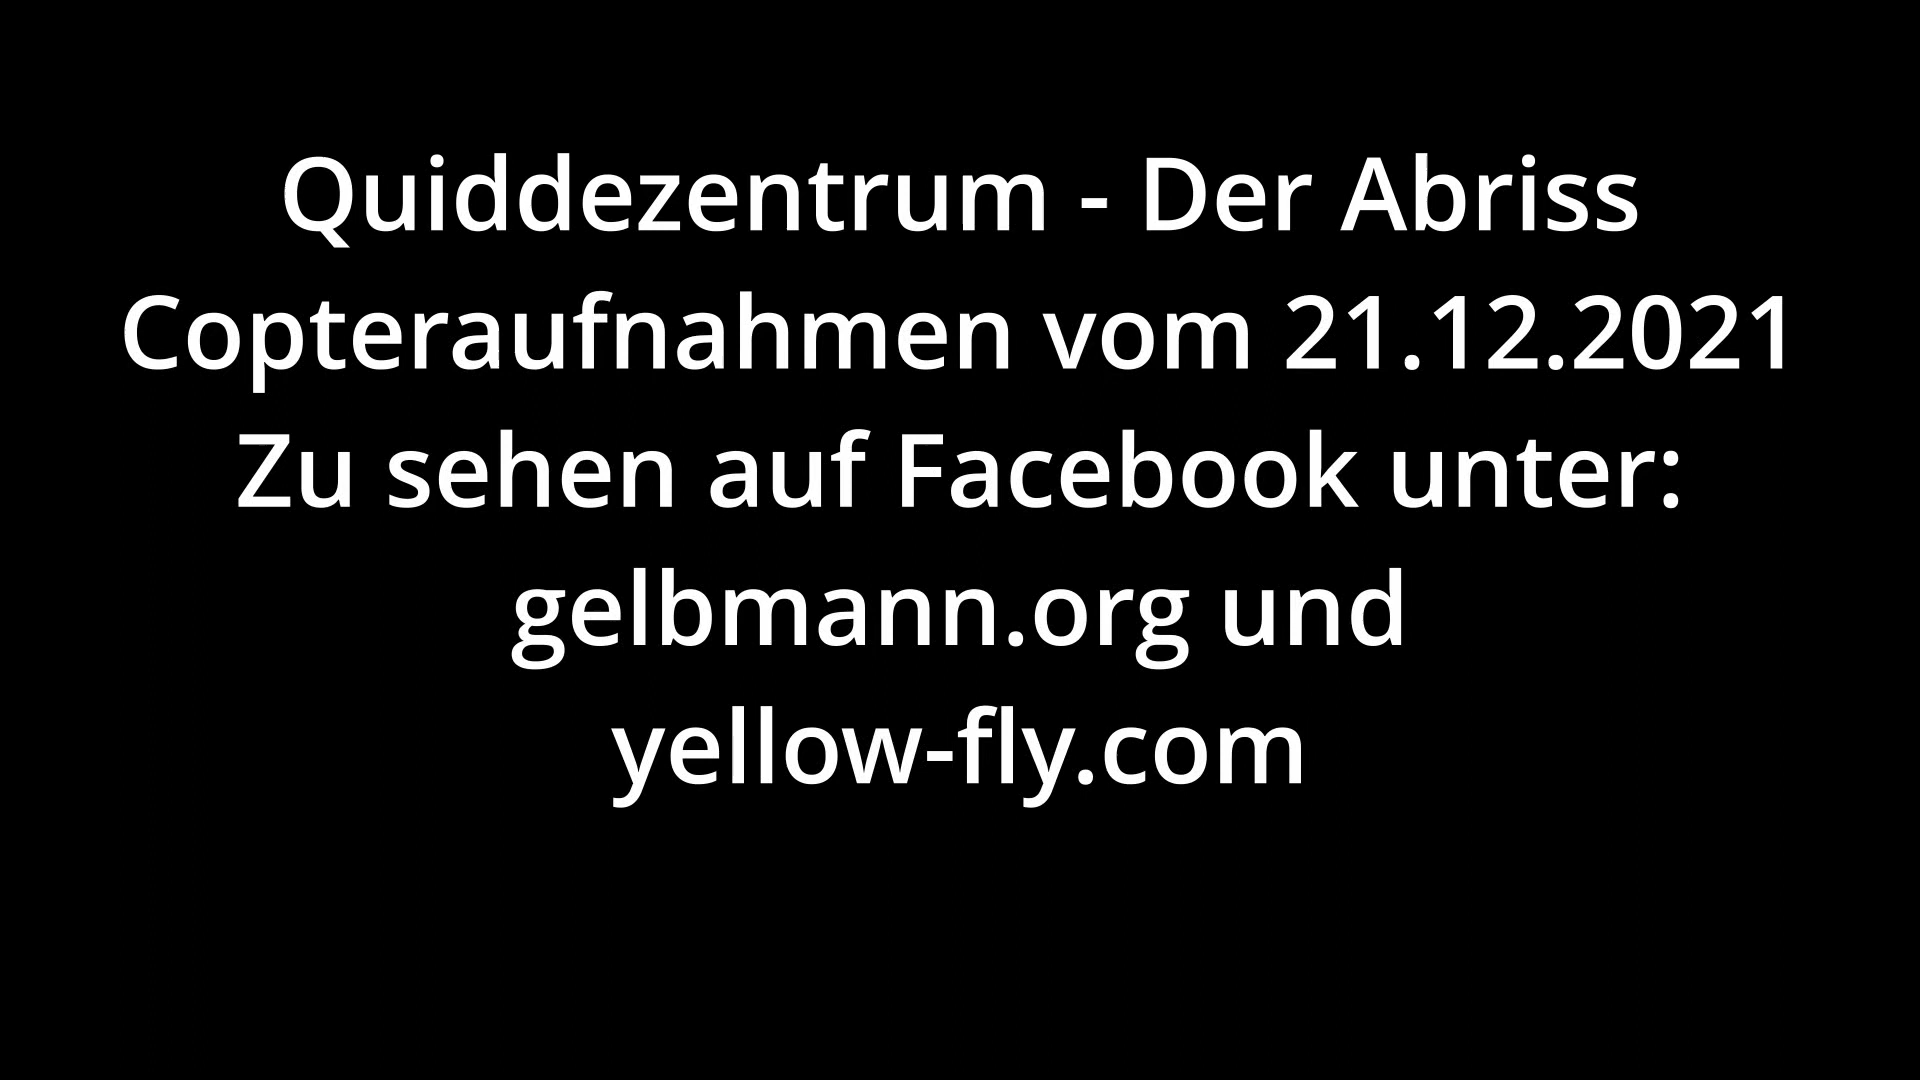 Quiddezentrum - Der Abriss
Copteraufnahmen vom 21.12.2021
Zu sehen auf Facebook unter:
gelbmann.org und
yellow-fly.com